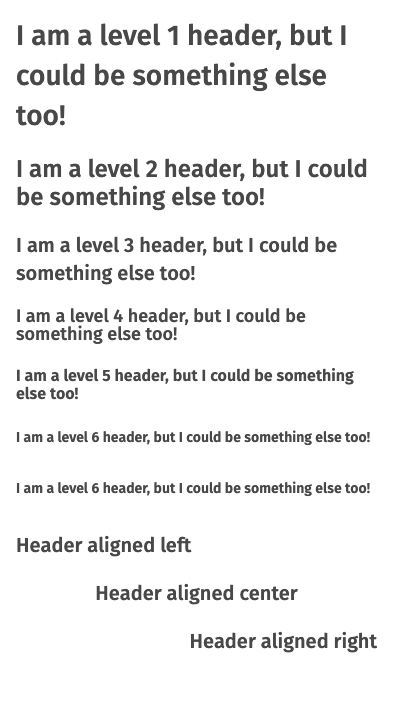 I am a level 1 header, but I
could be something else
too!
I am a level 2 header, but I could
be something else too!
I am a level 3 header, but I could be
something else too!
I am a level 4 header, but I could be
something else too!
I am a level 5 header, but I could be something
else too!
I am a level 6 header, but I could be something else too!
I am a level 6 header, but I could be something else too!
Header aligned left
Header aligned center
Header aligned right